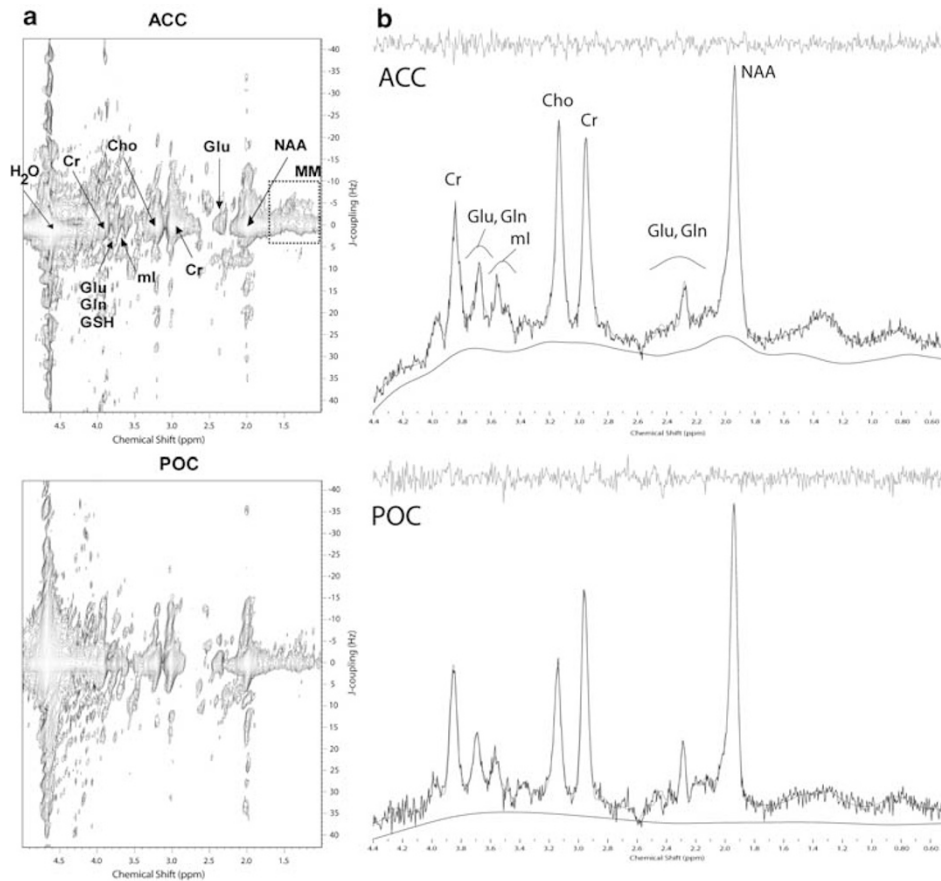 a
ACC
-40
-35
-30
-25
-20
-15
-10
-5
0
5
10
15
20
25
30
35
40
J-coupling (Hz)
H2O
Cr
Cho
Glu
NAA
MM
Glu
Gln
GSH
mI
Cr
4.5 4.0 3.5 3.0 2.5 2.0 1.5
Chemical Shift (ppm)
b
ACC
Cr
Glu, Gln
mI
Cho
Cr
Glu, Gln
NAA
4.4 4.0 3.8 3.6 3.4 3.2 3.0 2.8 2.6 2.4 2.2 2.0 1.8 1.6 1.4 1.2 1.0 0.80 0.60
Chemical Shift (ppm)
POC
-40
-35
-30
-25
-20
-15
-10
-5
0
5
10
15
20
25
30
35
40
J-coupling (Hz)
4.5 4.0 3.5 3.0 2.5 2.0 1.5
Chemical Shift (ppm)
POC
4.4 4.0 3.8 3.6 3.4 3.2 3.0 2.8 2.6 2.4 2.2 2.0 1.8 1.6 1.4 1.2 1.0 0.80 0.60
Chemical Shift (ppm)